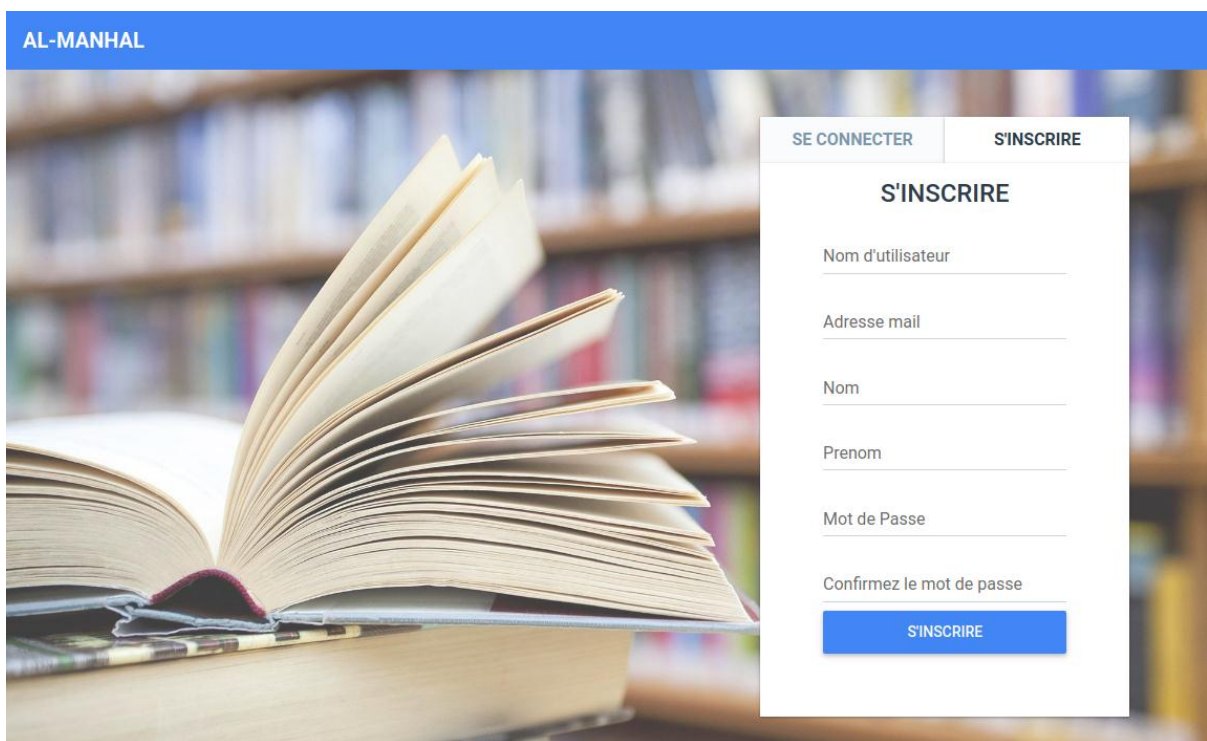 AL-MANHAL
SE CONNECTER
S'INSCRIRE
S'INSCRIRE
Nom d'utilisateur
Adresse mail
Nom
Prenom
Mot de Passe
Confirmez le mot de passe
S'INSCRIRE